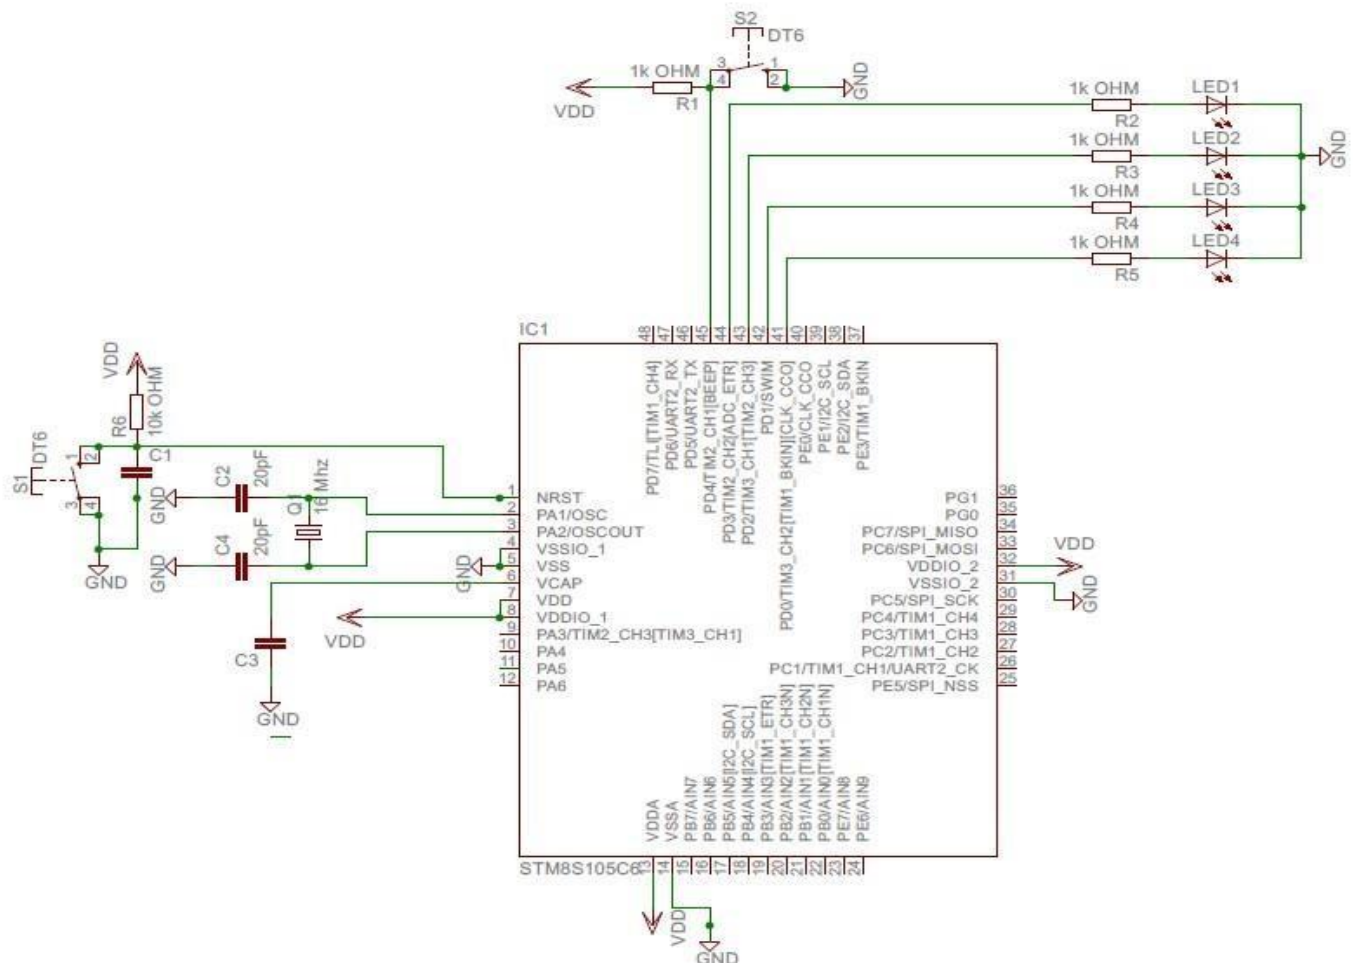 S2
DT6
3
1
4
2
1k OHM
R1
VDD
GND
1k OHM
LED1
R2
1k OHM
LED2
R3
GND
1k OHM
LED3
R4
1k OHM
LED4
R5
IC1
48
47
46
45
44
43
42
41
40
39
38
37
PD7/TLI[TIM1_CH4]
PD6/UART2_RX
PD5/UART2_TX
PD4/TIM2_CH1[BEEP]
PD3/TIM2_CH2[ADC_ETR]
PD2/TIM3_CH1[TIM2_CH3]
PD1/SWIM
PD0/TIM3_CH2[TIM1_BKIN][CLK_CCO]
PE0/CLK_CCO
PE1/I2C_SCL
PE2/I2C_SDA
PE3/TIM1_BKIN
VDD
R6
10k OHM
S1
DT6
1
2
3
4
C1
GND
GND
C2
20pF
Q1
16 Mhz
GND
C4
20pF
GND
VDD
C3
GND
1 NRST
2 PA1/OSC
3 PA2/OSCOUT
4 VSSIO_1
5 VSS
6 VCAP
7 VDD
8 VDDIO_1
9 PA3/TIM2_CH3[TIM3_CH1]
10 PA4
11 PA5
12 PA6
PG1 36
PG0 35
PC7/SPI_MISO 34
PC6/SPI_MOSI 33
VDDIO_2 32
VSSIO_2 31
PC5/SPI_SCK 30
PC4/TIM1_CH4 29
PC3/TIM1_CH3 28
PC2/TIM1_CH2 27
PC1/TIM1_CH1/UART2_CK 26
PE5/SPI_NSS 25
VDD
GND
VDDA
VSSA
PB7/AIN7
PB6/AIN6
PB5/AIN5[I2C_SDA]
PB4/AIN4[I2C_SCL]
PB3/AIN3[TIM1_ETR]
PB2/AIN2[TIM1_CH3N]
PB1/AIN1[TIM1_CH2N]
PB0/AIN0[TIM1_CH1N]
PE7/AIN8
PE6/AIN9
STM8S105C6
13
14
15
16
17
18
19
20
21
22
23
24
VDD
GND